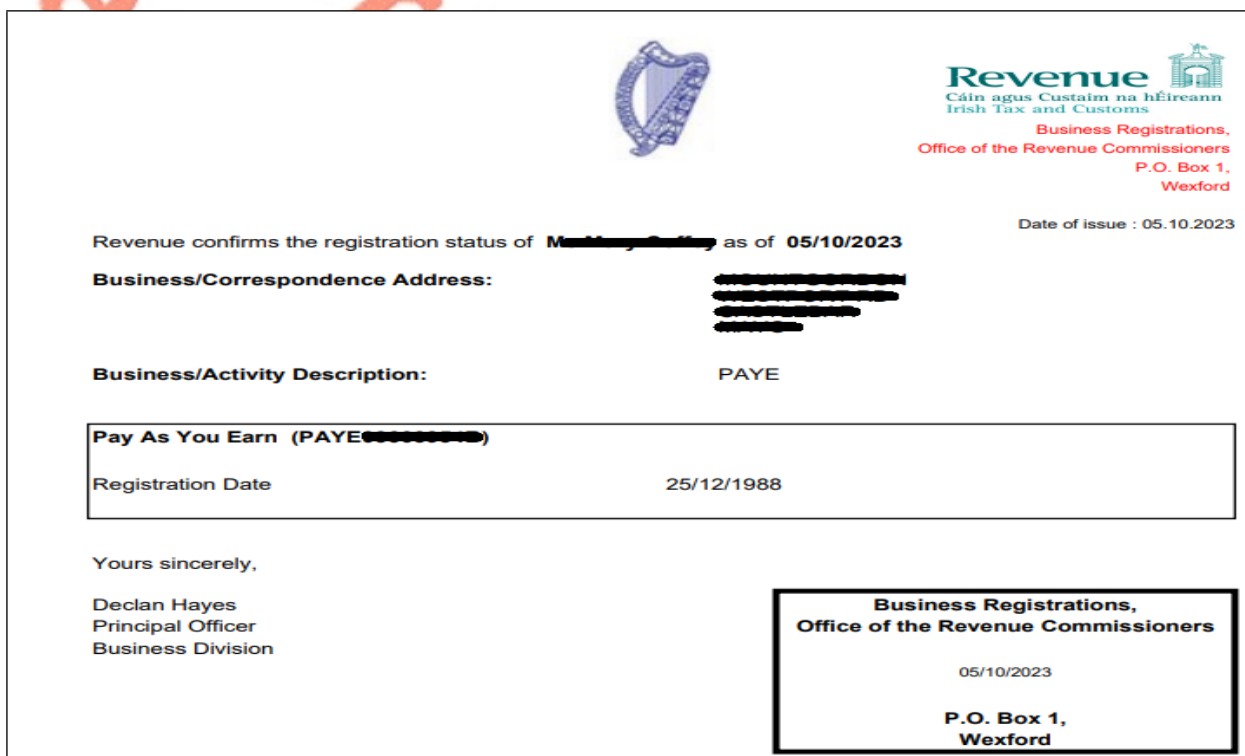 Revenue
Cáin agus Custaim na hÉireann
Irish Tax and Customs
Business Registrations,
Office of the Revenue Commissioners
P.O. Box 1,
Wexford
Date of issue : 05.10.2023
Revenue confirms the registration status of as of 05/10/2023
Business/Correspondence Address:
Business/Activity Description: PAYE
Pay As You Earn (PAYE )
Registration Date 25/12/1988
Yours sincerely,
Declan Hayes
Principal Officer
Business Division
Business Registrations,
Office of the Revenue Commissioners
05/10/2023
P.O. Box 1,
Wexford